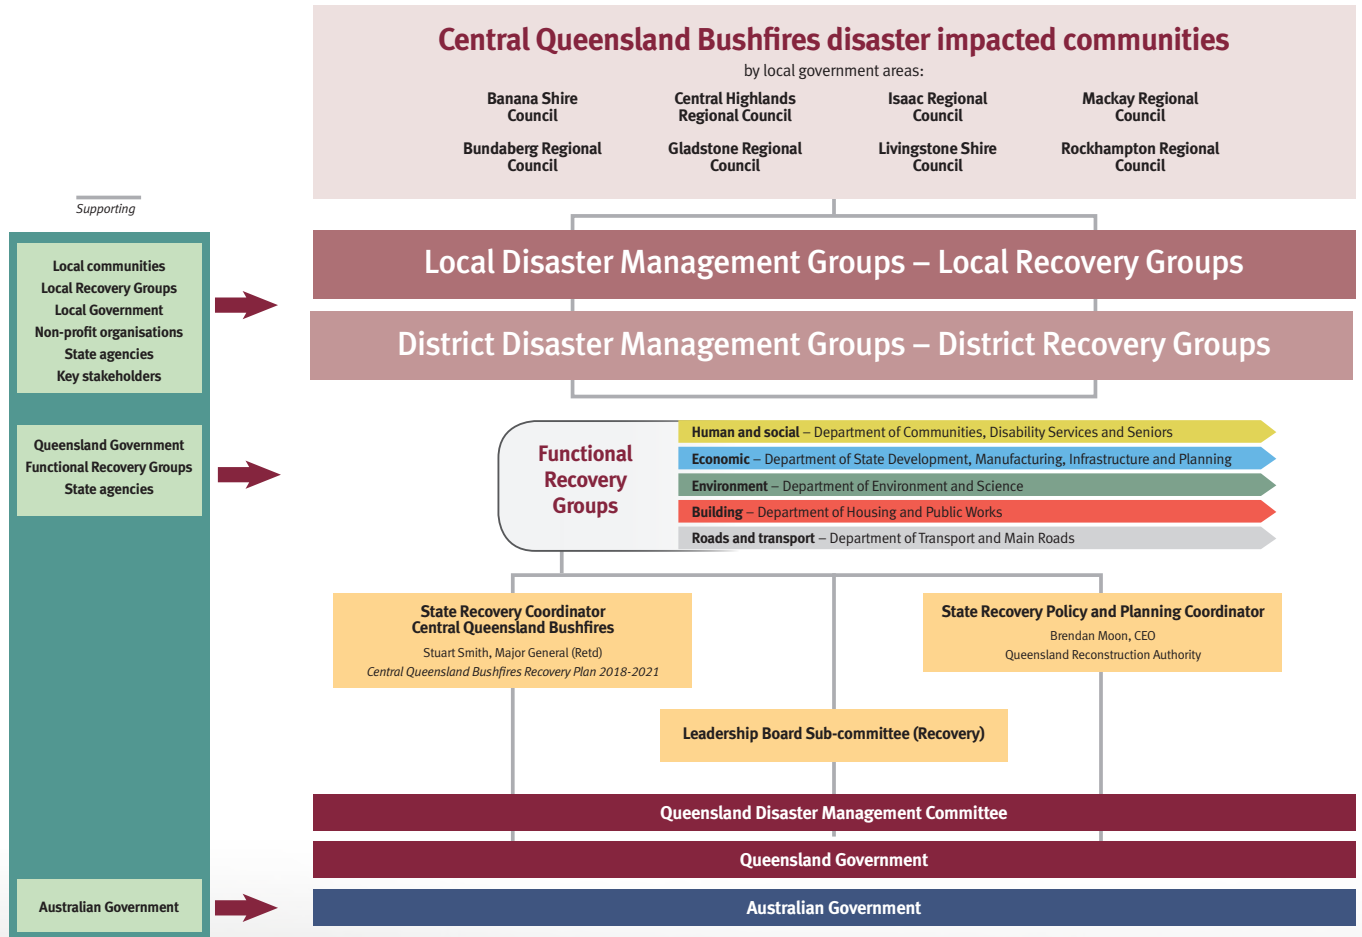 Central Queensland Bushfires disaster impacted communities
by local government areas:
Banana Shire
Council
Central Highlands
Regional Council
Isaac Regional
Council
Mackay Regional
Council
Bundaberg Regional
Council
Gladstone Regional
Council
Livingstone Shire
Council
Rockhampton Regional
Council
Supporting
Local communities
Local Recovery Groups
Local Government
Non-profit organisations
State agencies
Key stakeholders
Local Disaster Management Groups – Local Recovery Groups
District Disaster Management Groups – District Recovery Groups
Queensland Government
Functional Recovery Groups
State agencies
Functional
Recovery
Groups
Human and social – Department of Communities, Disability Services and Seniors
Economic – Department of State Development, Manufacturing, Infrastructure and Planning
Environment – Department of Environment and Science
Building – Department of Housing and Public Works
Roads and transport – Department of Transport and Main Roads
State Recovery Coordinator
Central Queensland Bushfires
Stuart Smith, Major General (Retd)
Central Queensland Bushfires Recovery Plan 2018-2021
State Recovery Policy and Planning Coordinator
Brendan Moon, CEO
Queensland Reconstruction Authority
Leadership Board Sub-committee (Recovery)
Queensland Disaster Management Committee
Queensland Government
Australian Government
Australian Government